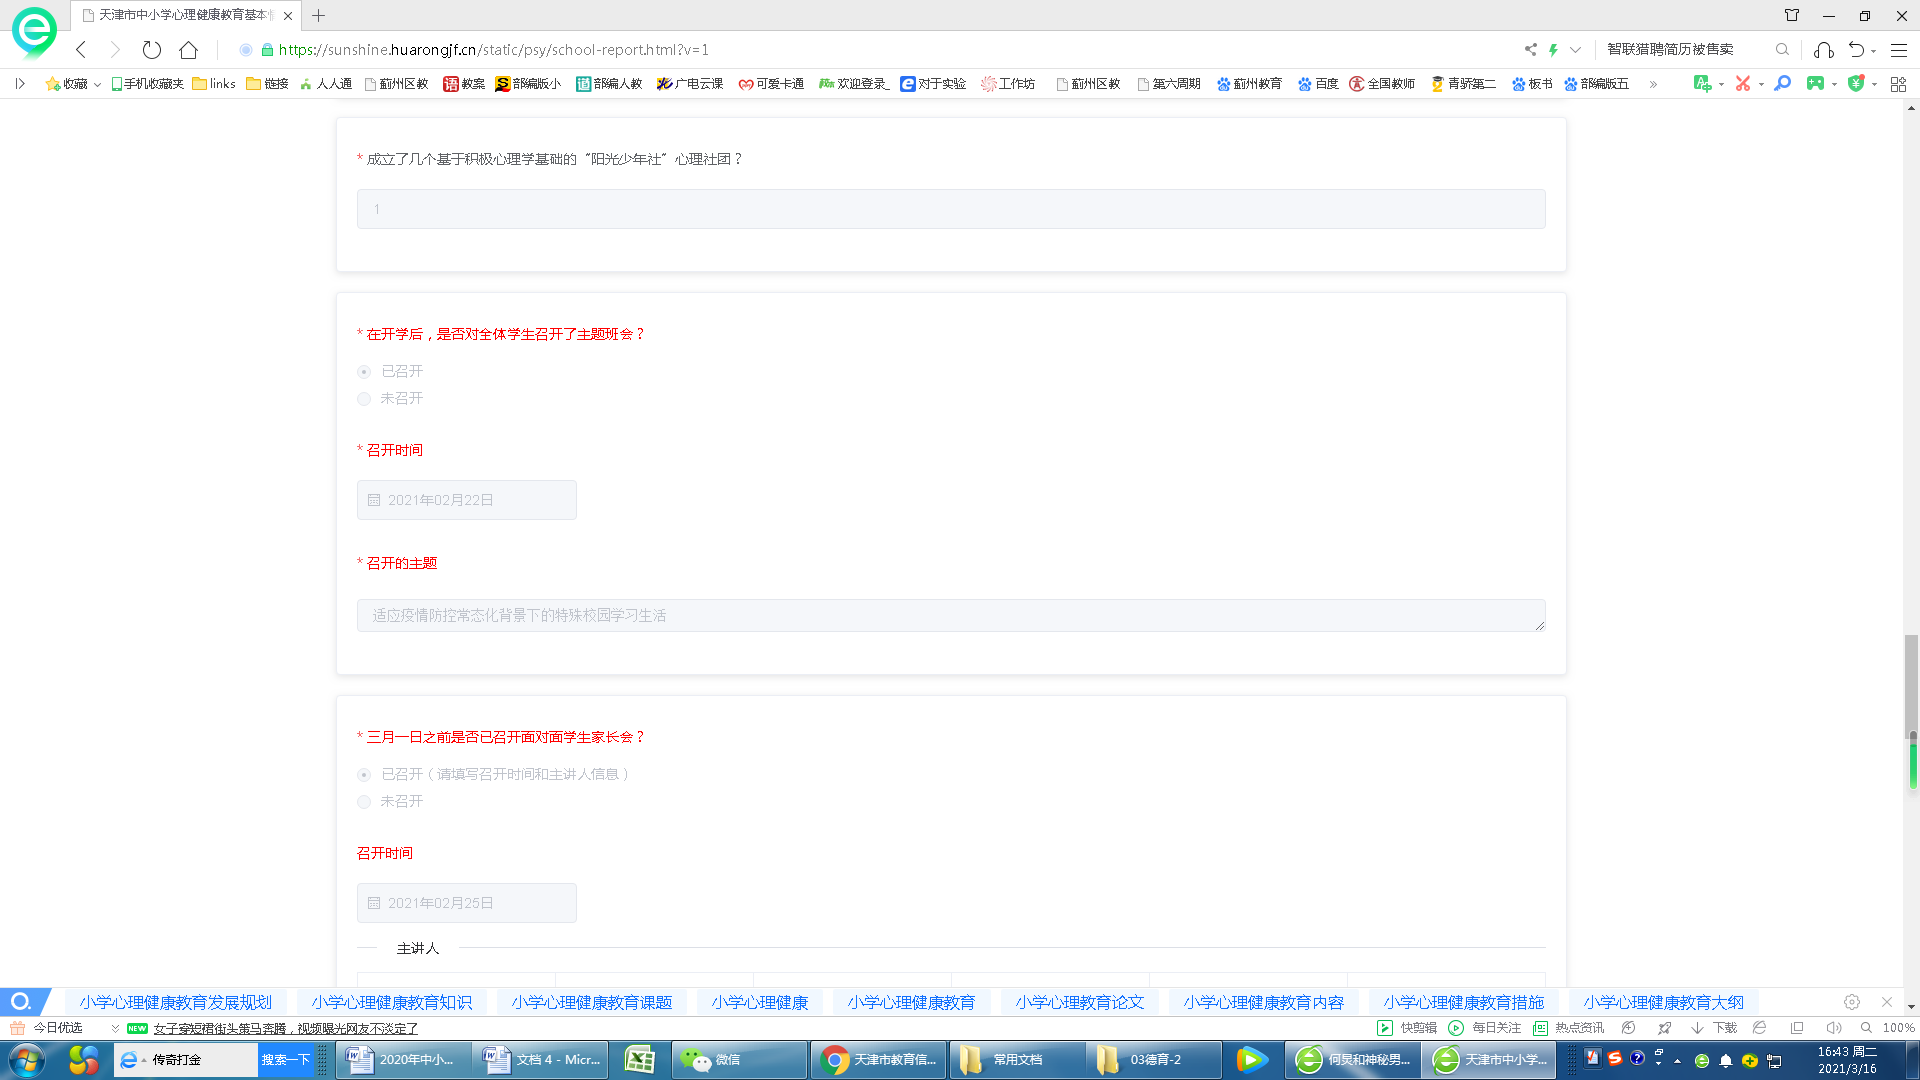 天津市中小学心理健康教育基本情
https://sunshine.huarongjf.cn/static/psy/school-report.html?v=1
智联猎聘简历被售卖
收藏 手机收藏夹 links 链接 人人通 蓟州区教 教案 部编版小 部编人教 广电云课 可爱卡通 欢迎登录_ 对于实验 工作坊 蓟州区教 第六周期 蓟州教育 百度 全国教师 青骄第二 板书 部编版五
* 成立了几个基于积极心理学基础的“阳光少年社”心理社团？
1
* 在开学后，是否对全体学生召开了主题班会？
已召开
未召开
* 召开时间
2021年02月22日
* 召开的主题
适应疫情防控常态化背景下的特殊校园学习生活
* 三月一日之前是否已召开面对面学生家长会？
已召开（请填写召开时间和主讲人信息）
未召开
召开时间
2021年02月25日
主讲人
小学心理健康教育发展规划 小学心理健康教育知识 小学心理健康教育课题 小学心理健康 小学心理健康教育 小学心理教育论文 小学心理健康教育内容 小学心理健康教育措施 小学心理健康教育大纲
今日优选 NEW 女子穿短裙街头策马奔腾，视频曝光网友不淡定了 快剪辑 每日关注 热点资讯 下载 100%
传奇打金 搜索一下 2020年中小... 文档 4 - Micr... 微信 天津市教育信... 常用文档 03德育-2 何炅和神秘男... 天津市中小学... 16:43 周二
2021/3/16